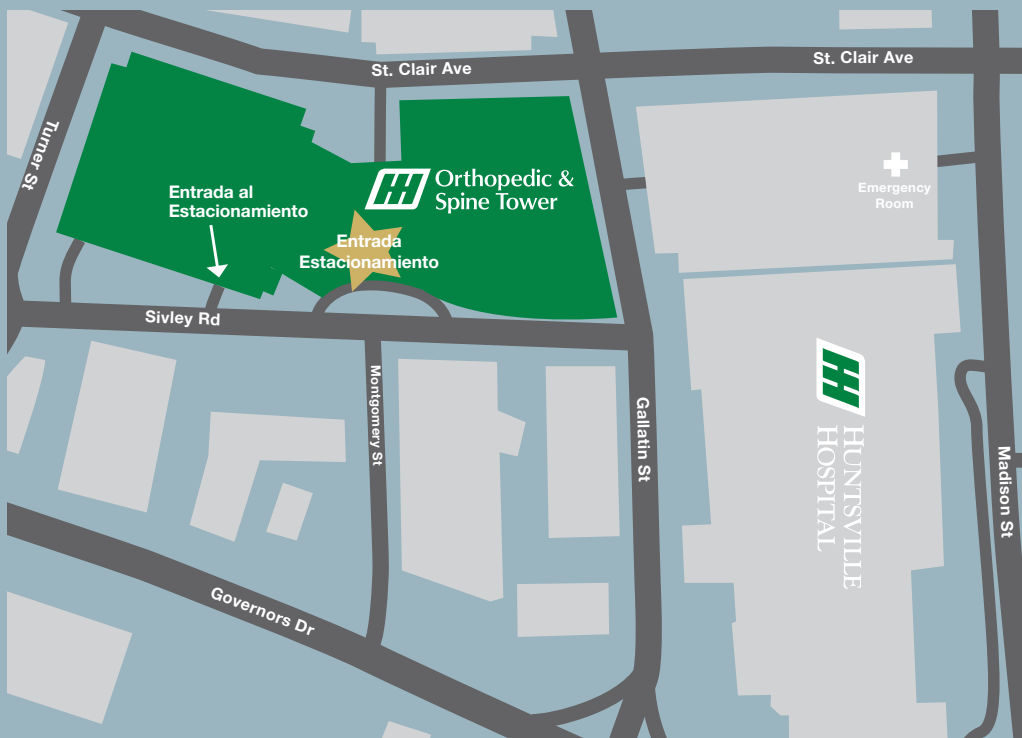 St. Clair Ave
St. Clair Ave
Turner St
Orthopedic &
Spine Tower
Emergency
Room
Entrada al
Estacionamiento
Entrada
Estacionamiento
Sivley Rd
Montgomery St
Gallatin St
HUNTSVILLE
HOSPITAL
Madison St
Governors Dr